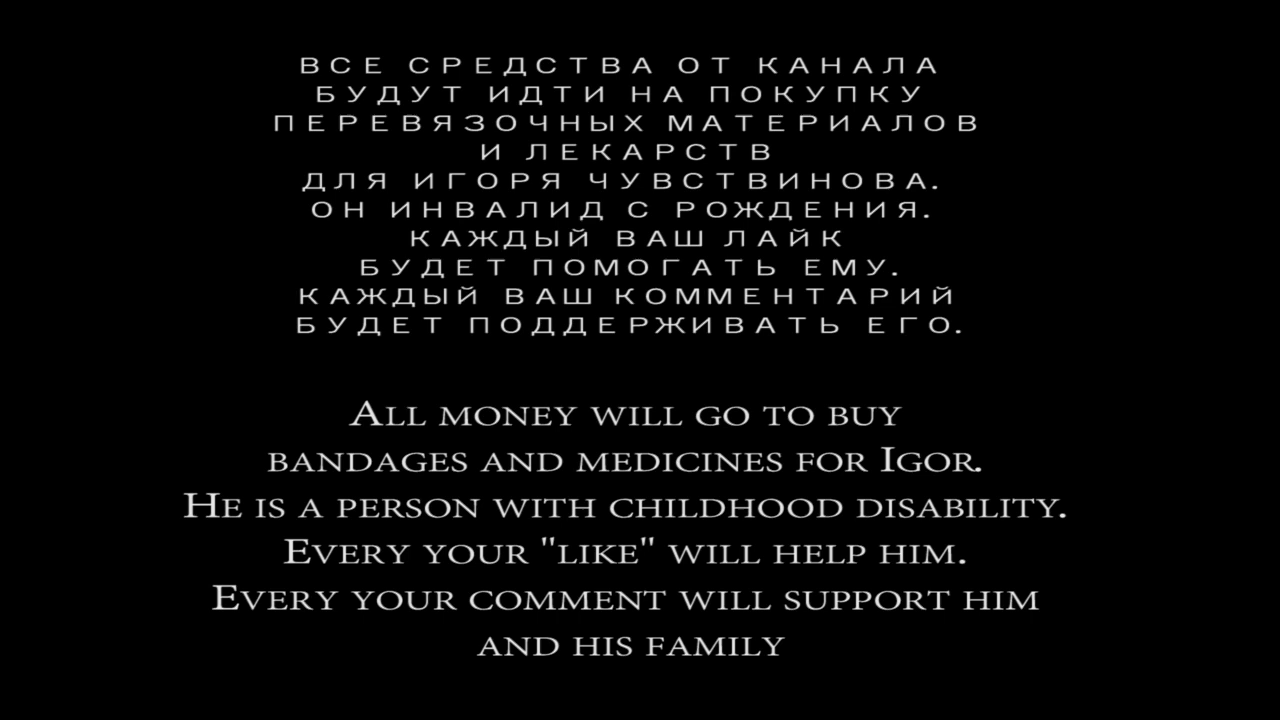 ВСЕ СРЕДСТВА ОТ КАНАЛА
БУДУТ ИДТИ НА ПОКУПКУ
ПЕРЕВЯЗОЧНЫХ МАТЕРИАЛОВ
И ЛЕКАРСТВ
ДЛЯ ИГОРЯ ЧУВСТВИНОВА.
ОН ИНВАЛИД С РОЖДЕНИЯ.
КАЖДЫЙ ВАШ ЛАЙК
БУДЕТ ПОМОГАТЬ ЕМУ.
КАЖДЫЙ ВАШ КОММЕНТАРИЙ
БУДЕТ ПОДДЕРЖИВАТЬ ЕГО.
All money will go to buy
bandages and medicines for Igor.
He is a person with childhood disability.
Every your "like" will help him.
Every your comment will support him
and his family